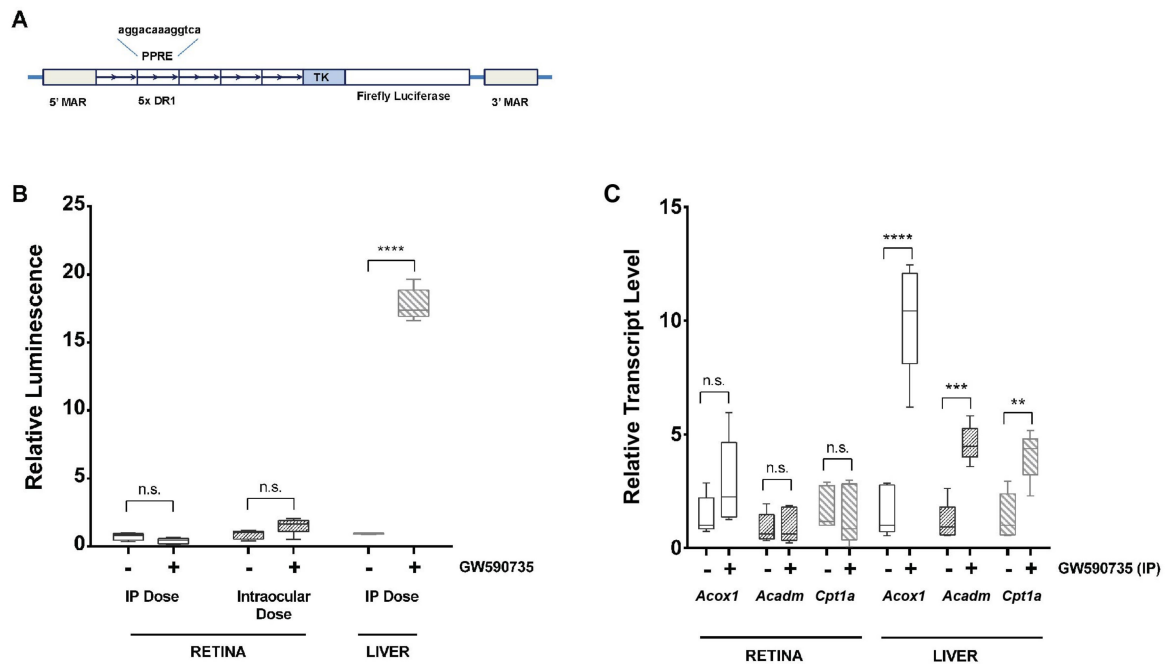 A
aggacaaaggtca
PPRE
TK
5' MAR
5x DR1
Firefly Luciferase
3' MAR
B
Relative Luminescence
25
20
15
10
5
0
n.s.
n.s.
****
- + - + - + GW590735
IP Dose
Intraocular
Dose
IP Dose
RETINA
LIVER
C
Relative Transcript Level
15
10
5
0
n.s.
n.s.
n.s.
****
***
**
- + - + - + - + - + - + GW590735 (IP)
Acox1 Acadm Cpt1a Acox1 Acadm Cpt1a
RETINA
LIVER